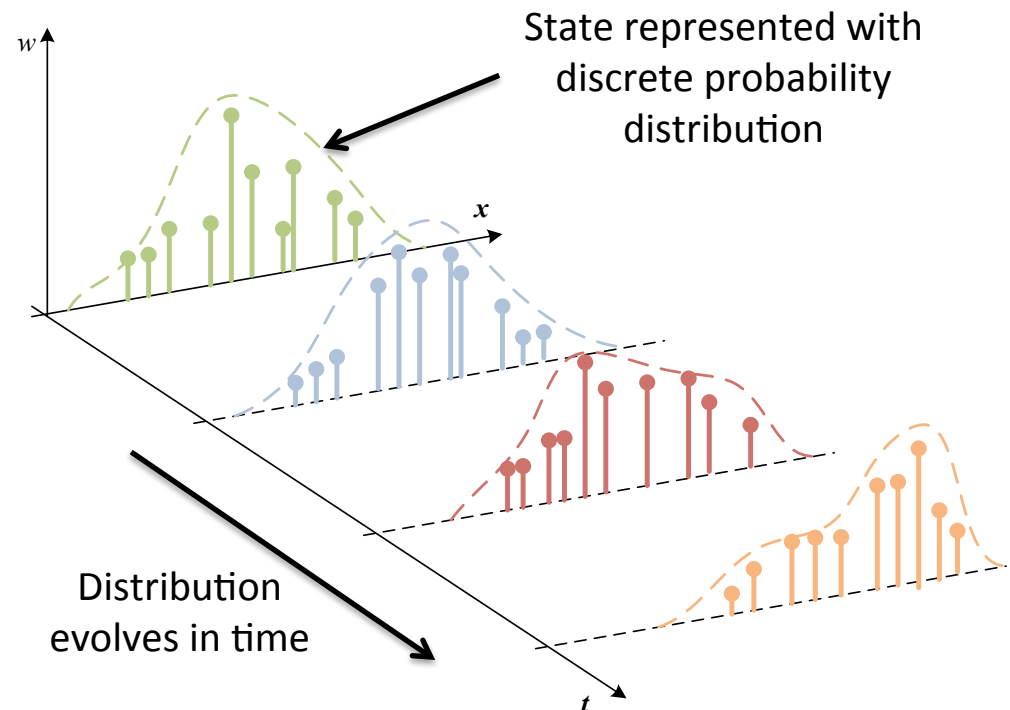 w
State represented with
discrete probability
distribution
x
Distribution
evolves in time
t